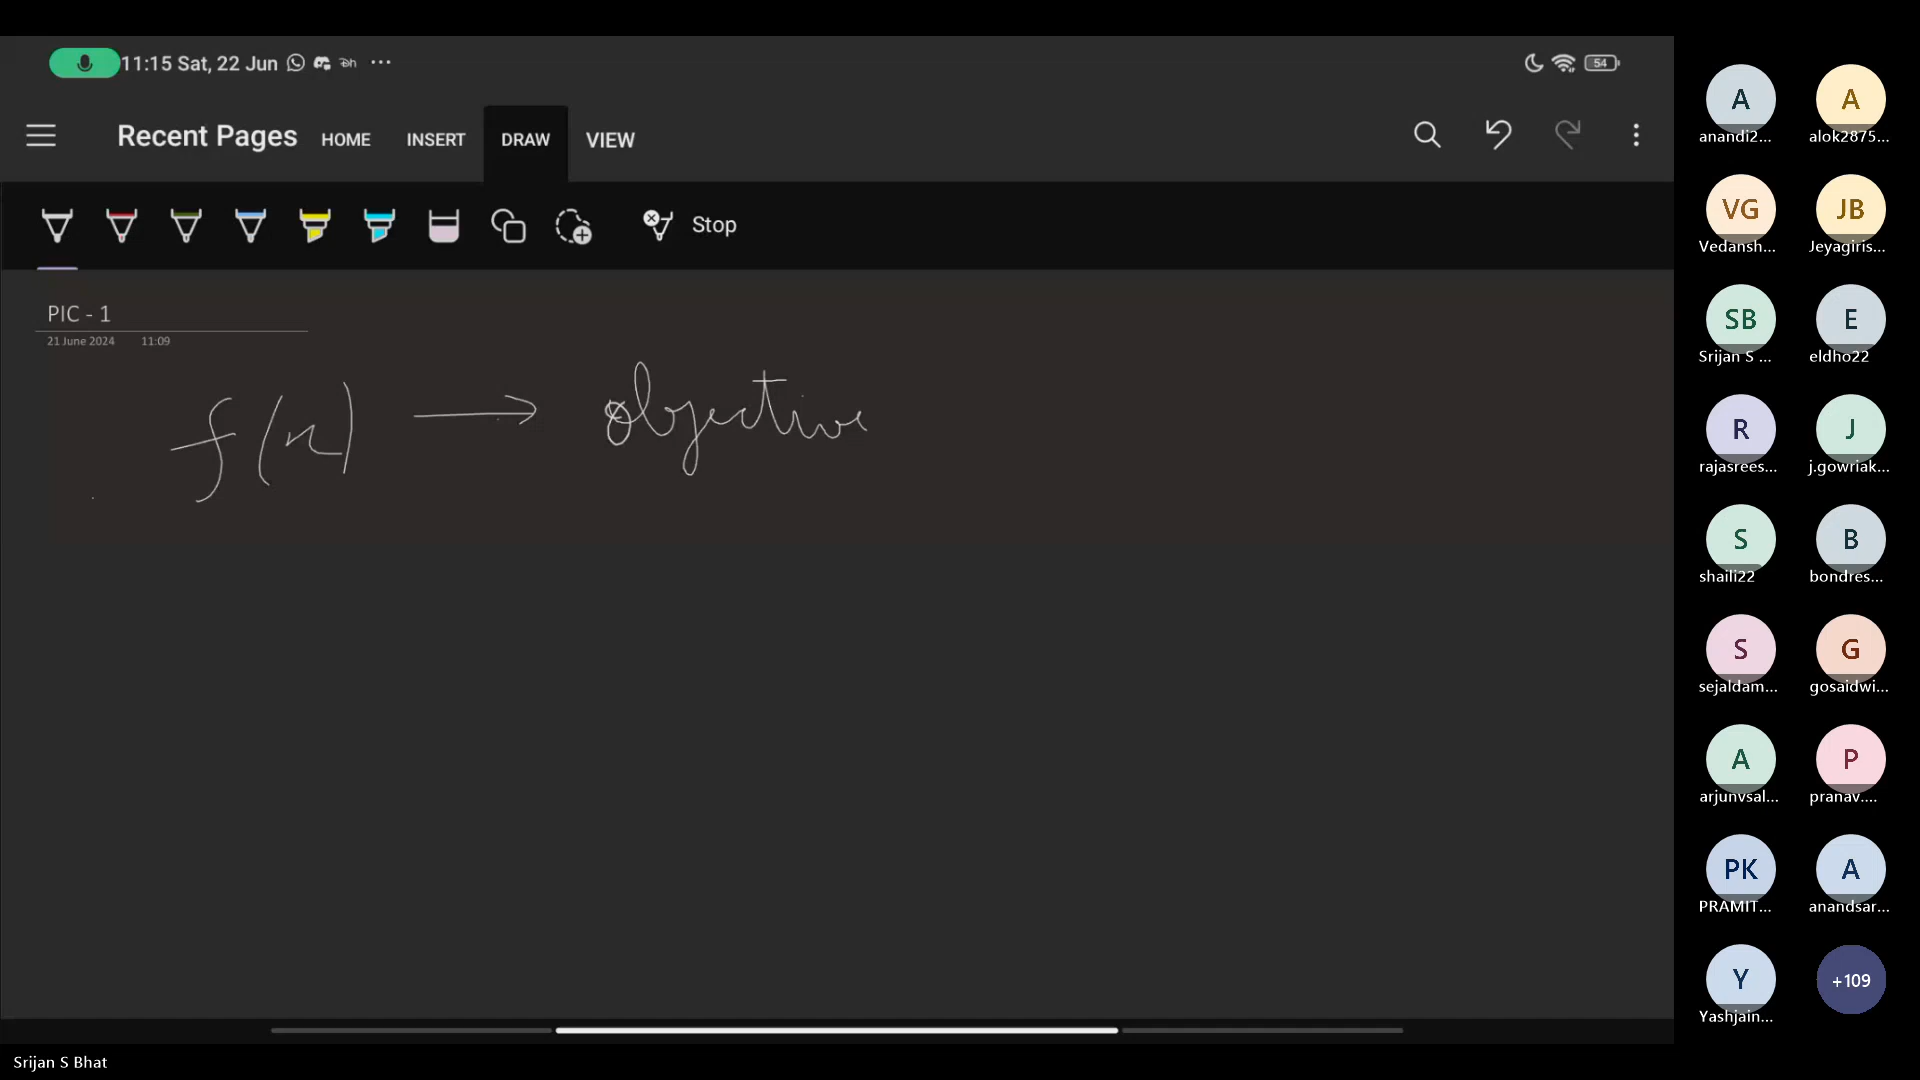 11:15 Sat, 22 Jun
54
Recent Pages HOME INSERT DRAW VIEW
Stop
PIC - 1
21 June 2024 11:09
f(x) → objective
A A
anandi2... alok2875...
VG JB
Vedansh... Jeyagiris...
SB E
Srijan S ... eldho22
R J
rajasrees... j.gowriak...
S B
shaili22 bondres...
S G
sejaldam... gosaidwi...
A P
arjunvsal... pranav....
PK A
PRAMIT... anandsar...
Y +109
Yashjain...
Srijan S Bhat